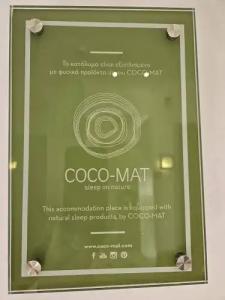 Το κατάλυμα είναι εξοπλισμένο
με φυσικά προϊόντα ύπνου COCO-MAT
COCO-MAT
sleep on nature
This accommodation place is equipped with
natural sleep products, by COCO-MAT
www.coco-mat.com